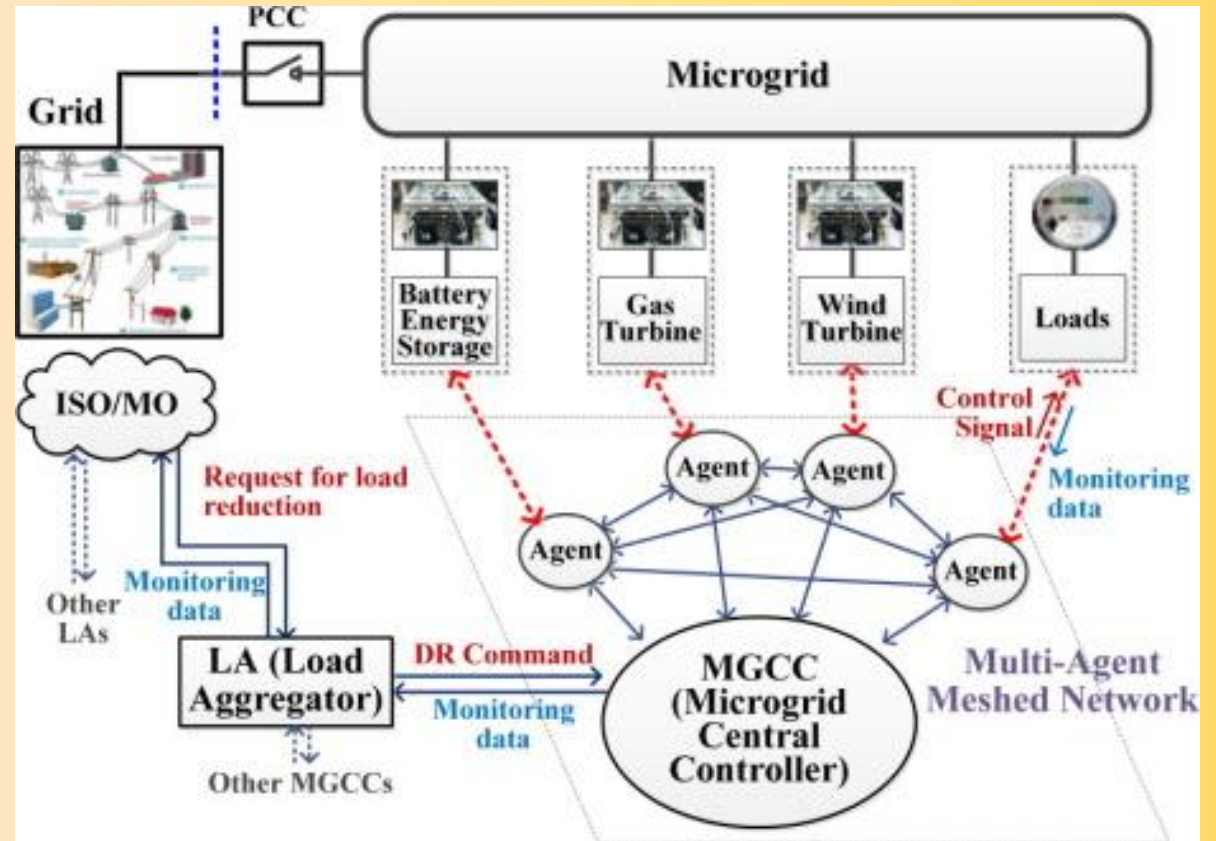 PCC
Microgrid
Grid
Battery
Energy
Storage
Gas
Turbine
Wind
Turbine
Loads
ISO/MO
Control
Signal
Monitoring
data
Request for load
reduction
Agent
Agent
Agent
Agent
Monitoring
data
Other
LAs
LA (Load
Aggregator)
DR Command
Monitoring
data
MGCC
(Microgrid
Central
Controller)
Multi-Agent
Meshed Network
Other MGCCs